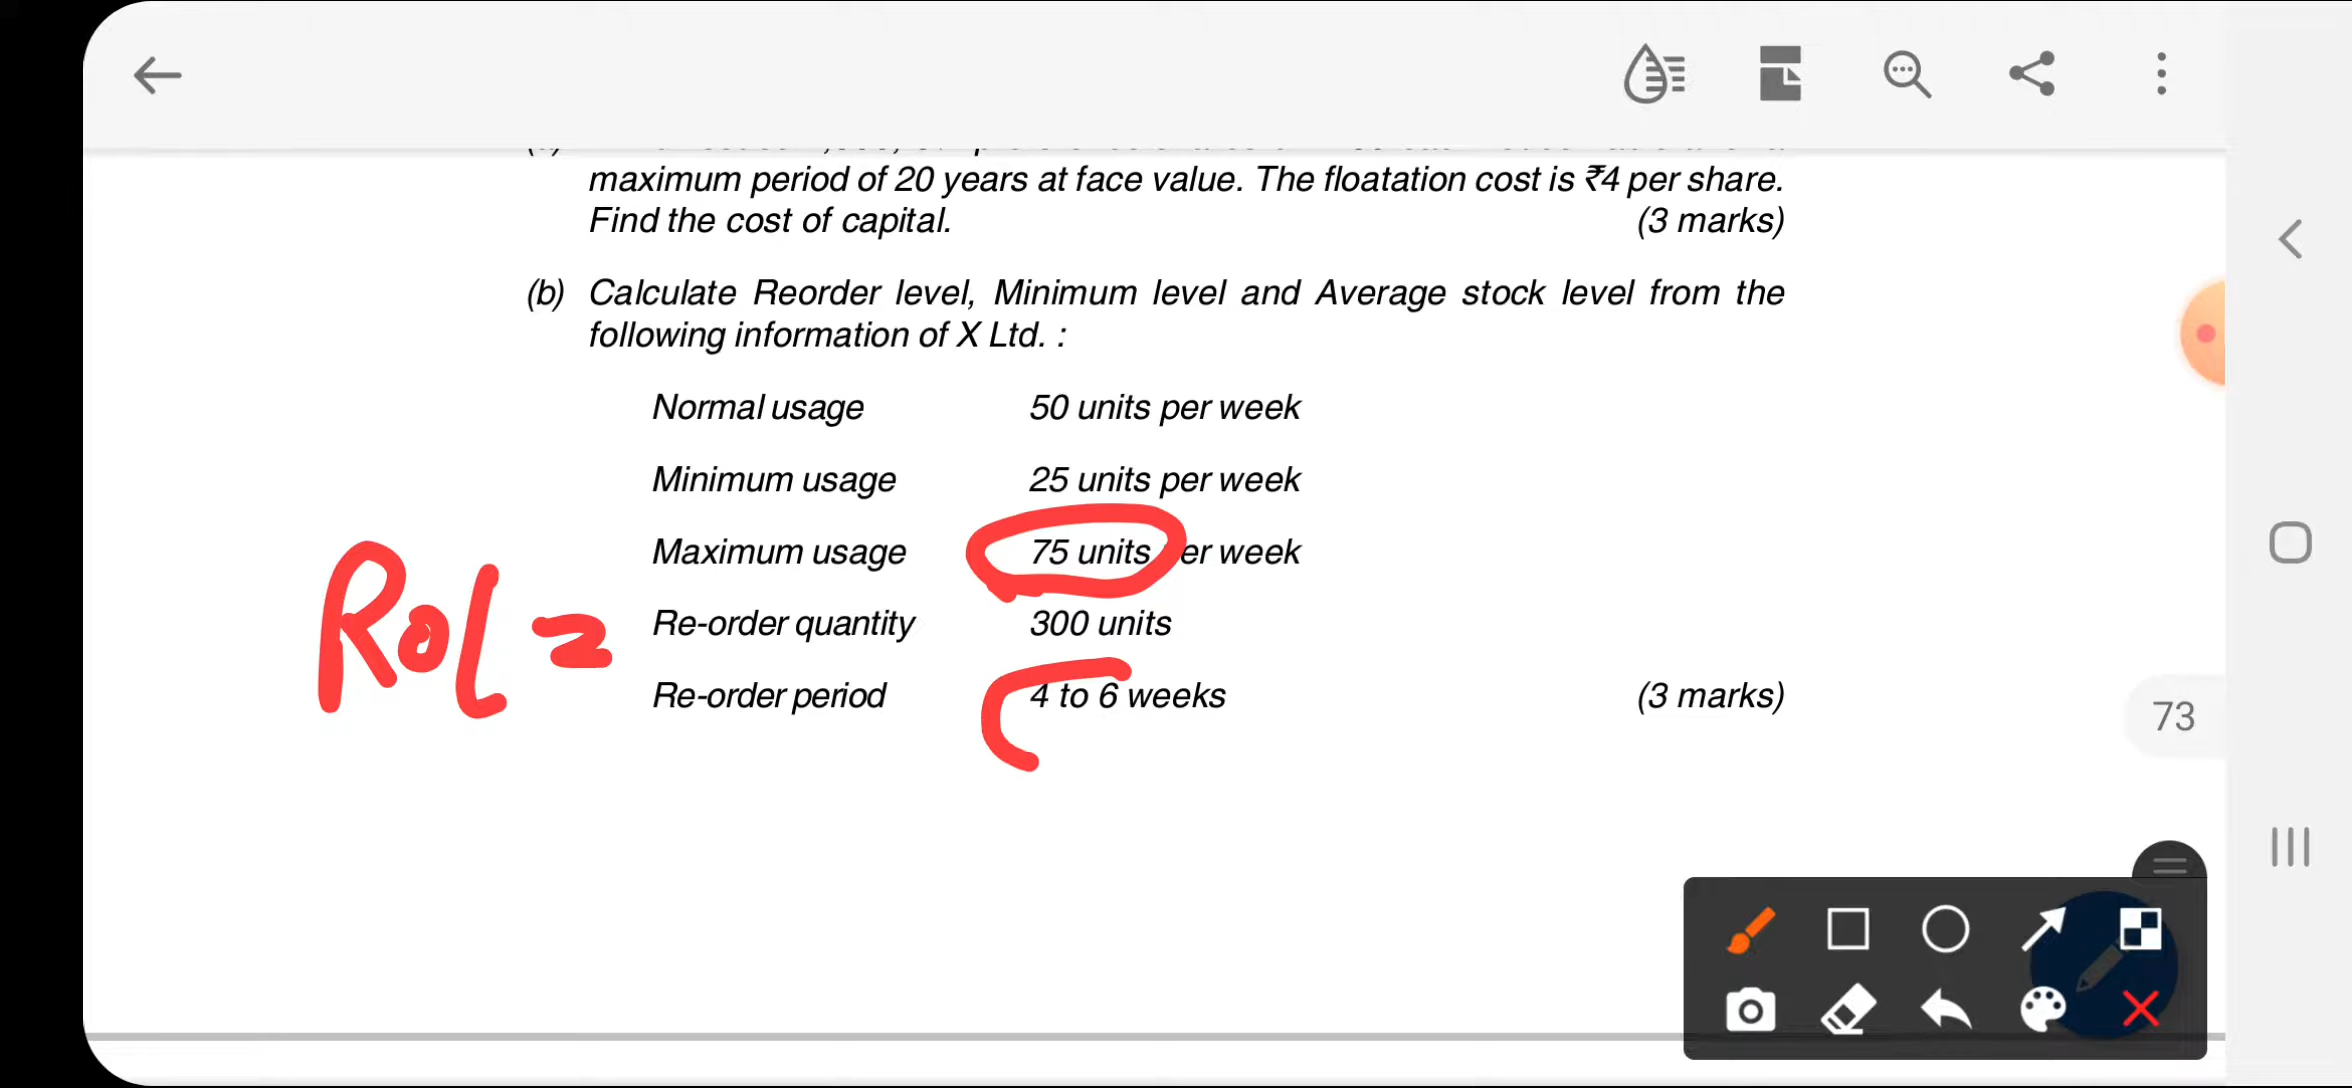 maximum period of 20 years at face value. The floatation cost is ₹4 per share.
Find the cost of capital. (3 marks)
(b) Calculate Reorder level, Minimum level and Average stock level from the
following information of X Ltd. :
Normal usage 50 units per week
Minimum usage 25 units per week
Maximum usage 75 units per week
Re-order quantity 300 units
Rol =
Re-order period 4 to 6 weeks (3 marks)
73